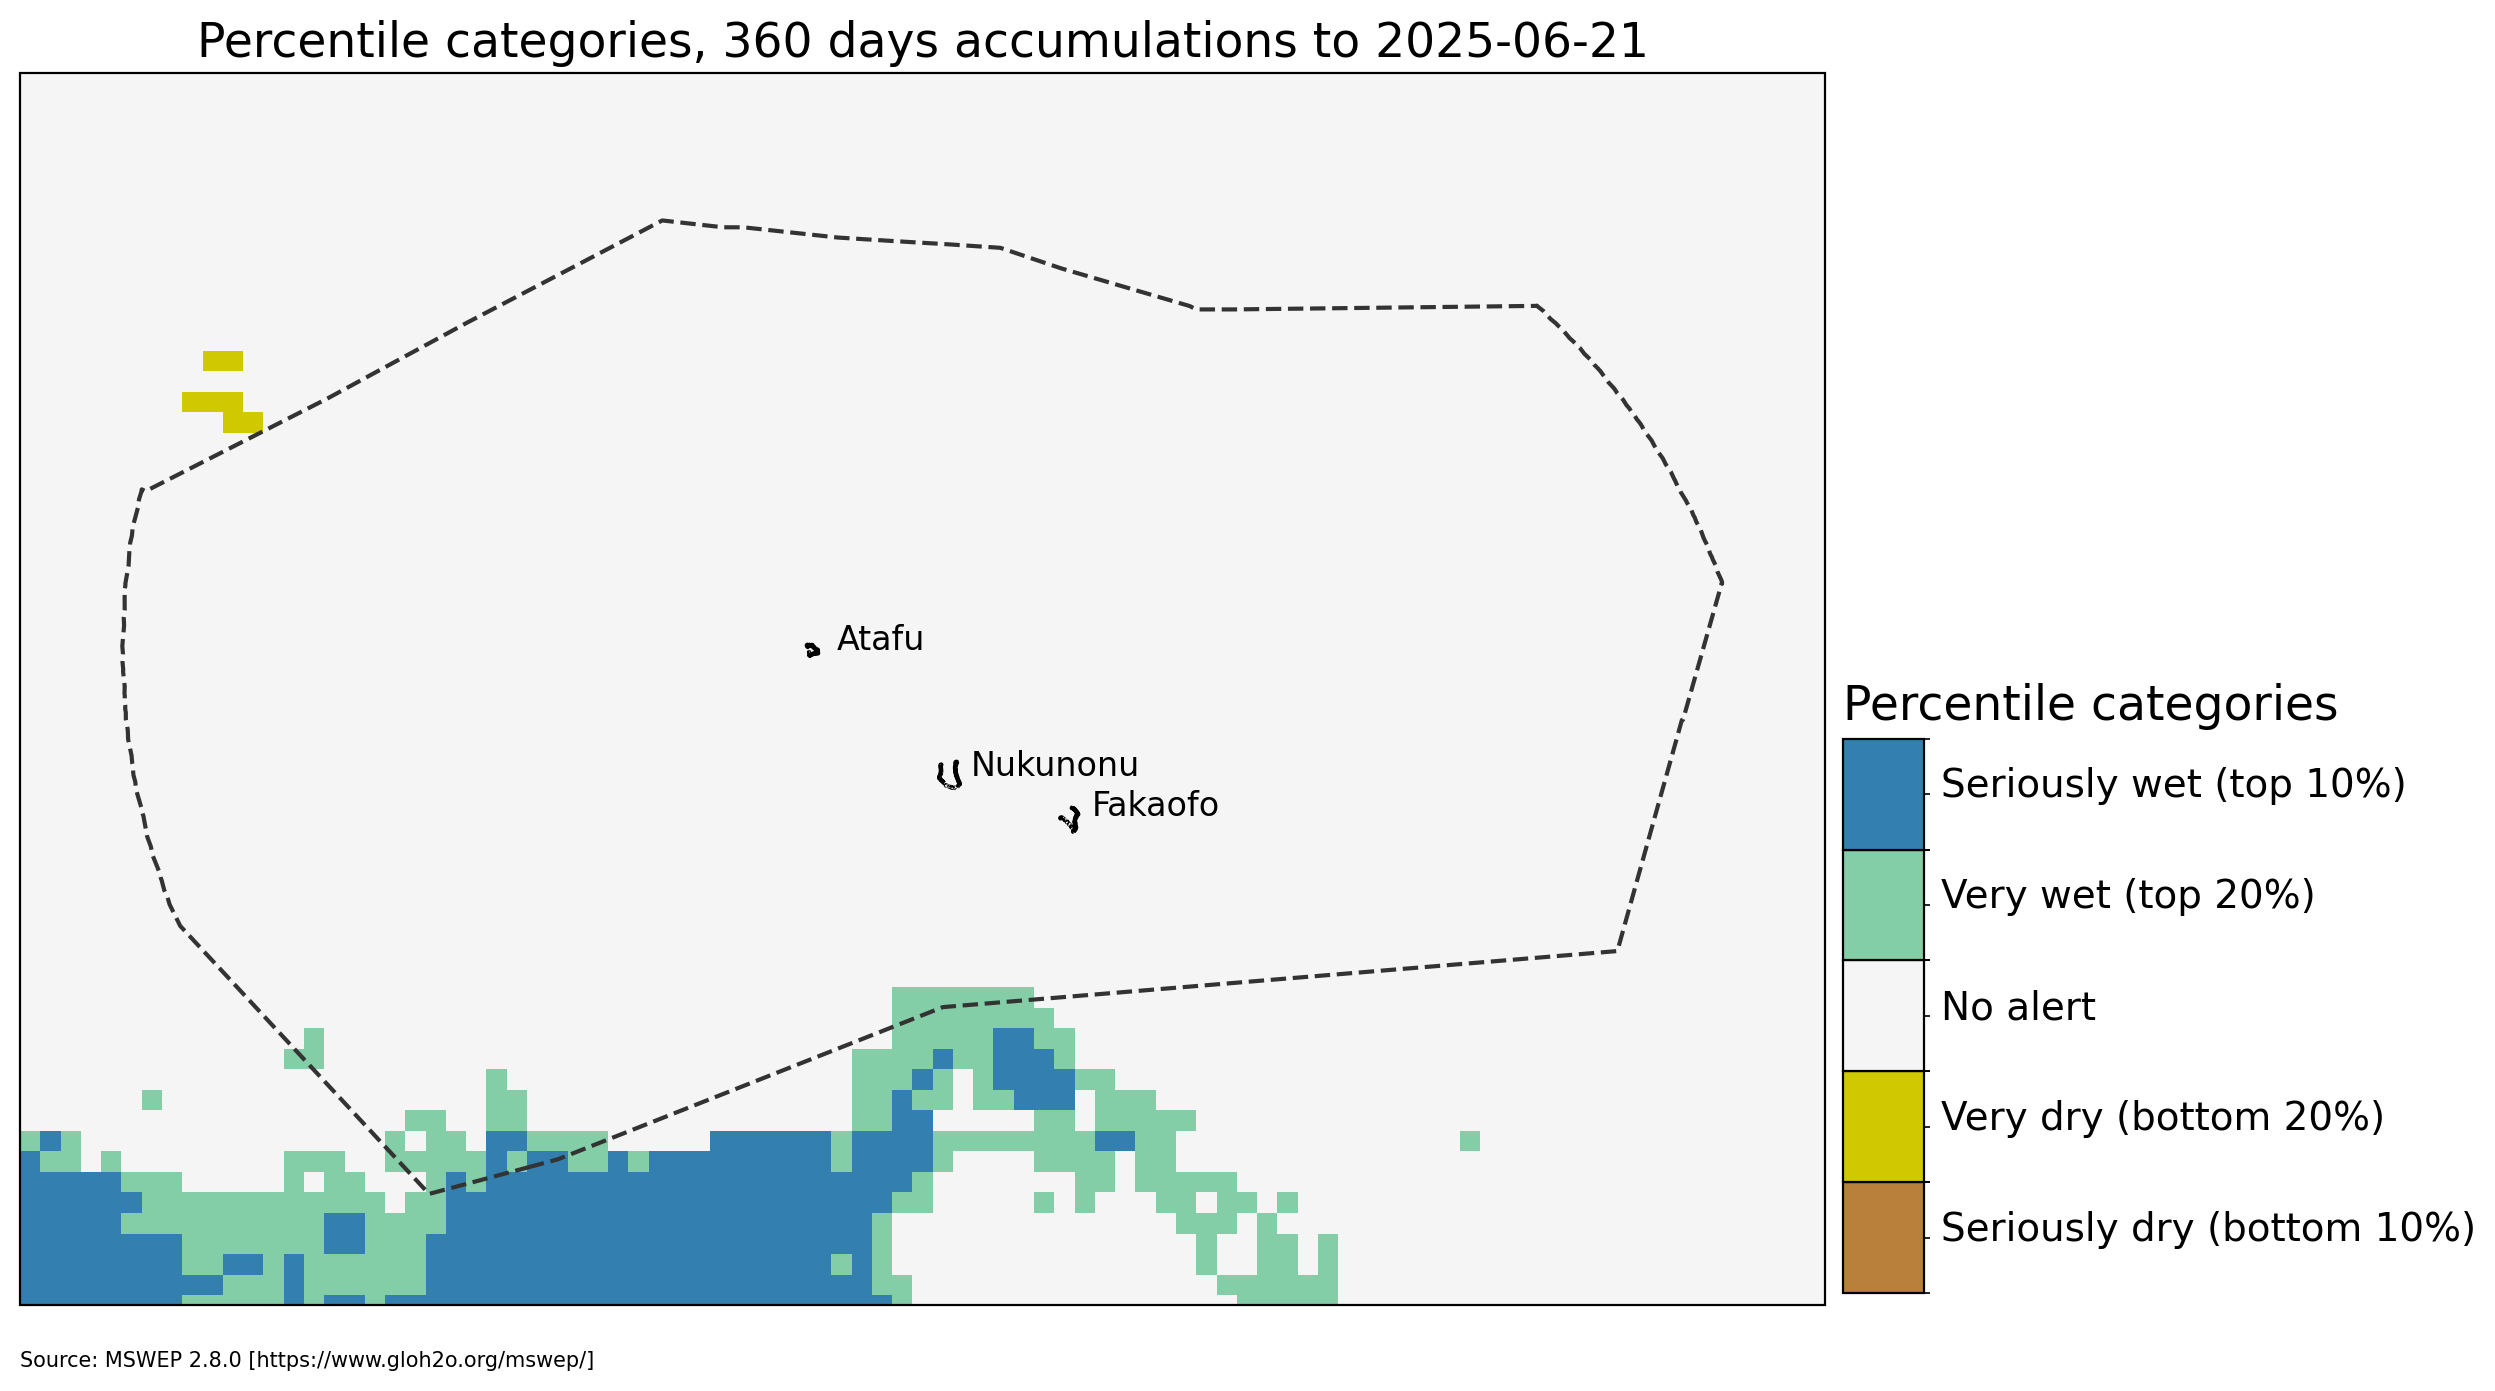 Percentile categories, 360 days accumulations to 2025-06-21
Atafu
Nukunonu
Fakaofo
Percentile categories
Seriously wet (top 10%)
Very wet (top 20%)
No alert
Very dry (bottom 20%)
Seriously dry (bottom 10%)
Source: MSWEP 2.8.0 [https://www.gloh2o.org/mswep/]